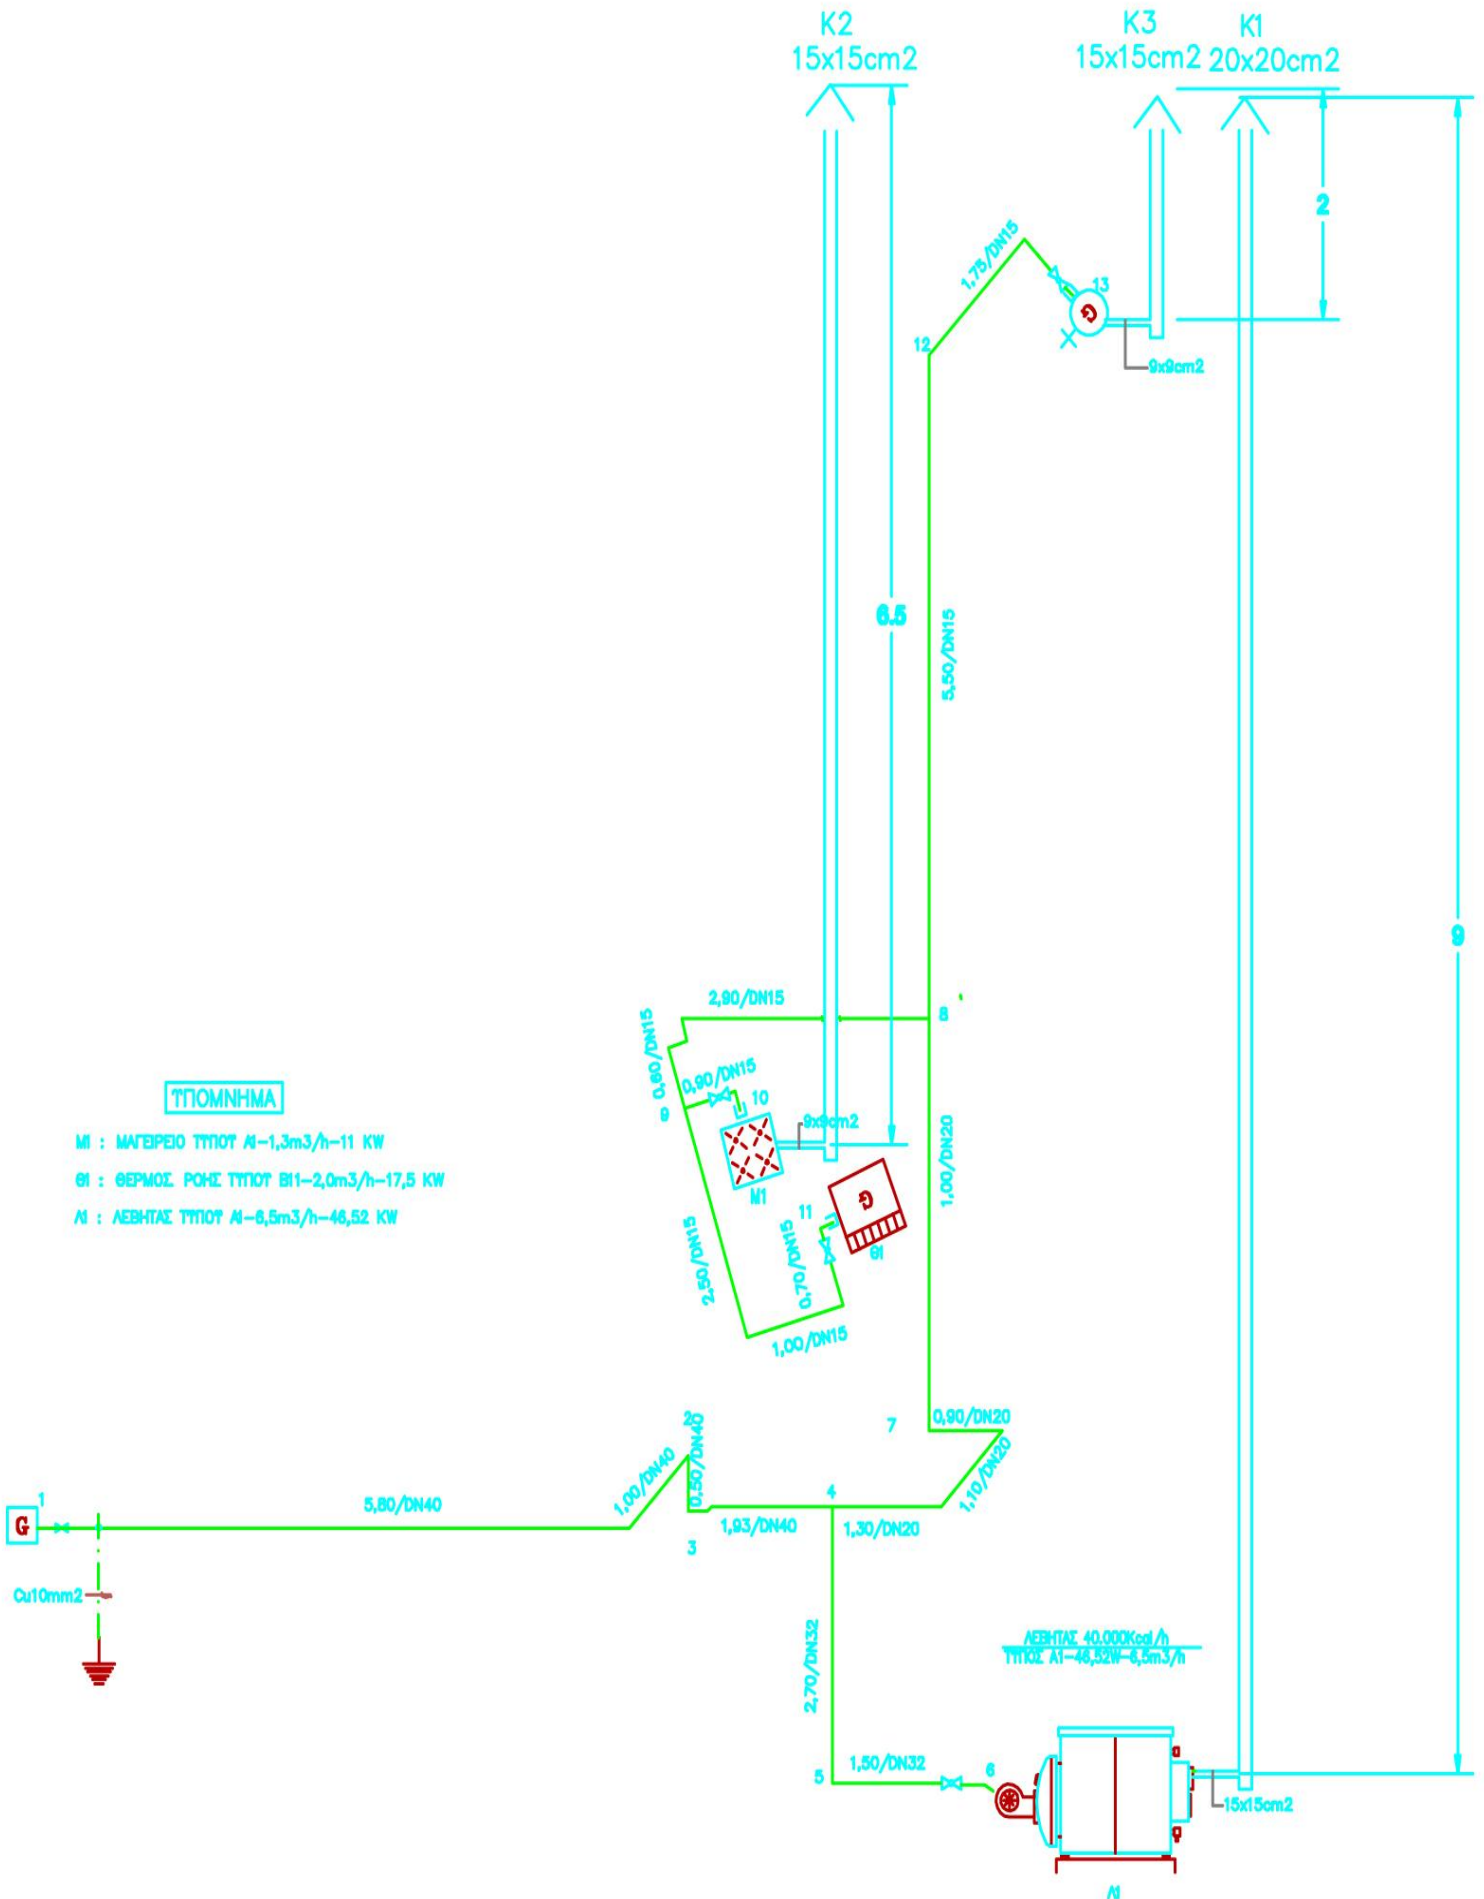 K2
15x15cm2
K3
15x15cm2
K1
20x20cm2
2
1,75/DN15
13
12
9x9cm2
6.5
5,50/DN15
9
2,90/DN15
8
0,60/DN15
0,90/DN15
10
9
9x9cm2
ΥΠΟΜΝΗΜΑ
M1 : ΜΑΓΕΙΡΕΙΟ ΤΥΠΟΥ A1-1,3m3/h-11 KW
Θ1 : ΘΕΡΜΟΣ. ΡΟΗΣ ΤΥΠΟΥ B11-2,0m3/h-17,5 KW
Λ1 : ΛΕΒΗΤΑΣ ΤΥΠΟΥ A1-6,5m3/h-46,52 KW
1,00/DN20
M1
G
11
Θ1
2,50/DN15
0,70/DN15
1,00/DN15
2
0,50/DN40
7
0,90/DN20
1,00/DN40
1,10/DN20
1
G
5,80/DN40
4
1,93/DN40
1,30/DN20
3
Cu10mm2
2,70/DN32
ΛΕΒΗΤΑΣ 40.000Kcal/h
ΤΥΠΟΣ A1-46,52W-6,5m3/h
1,50/DN32
5
6
15x15cm2
Λ1